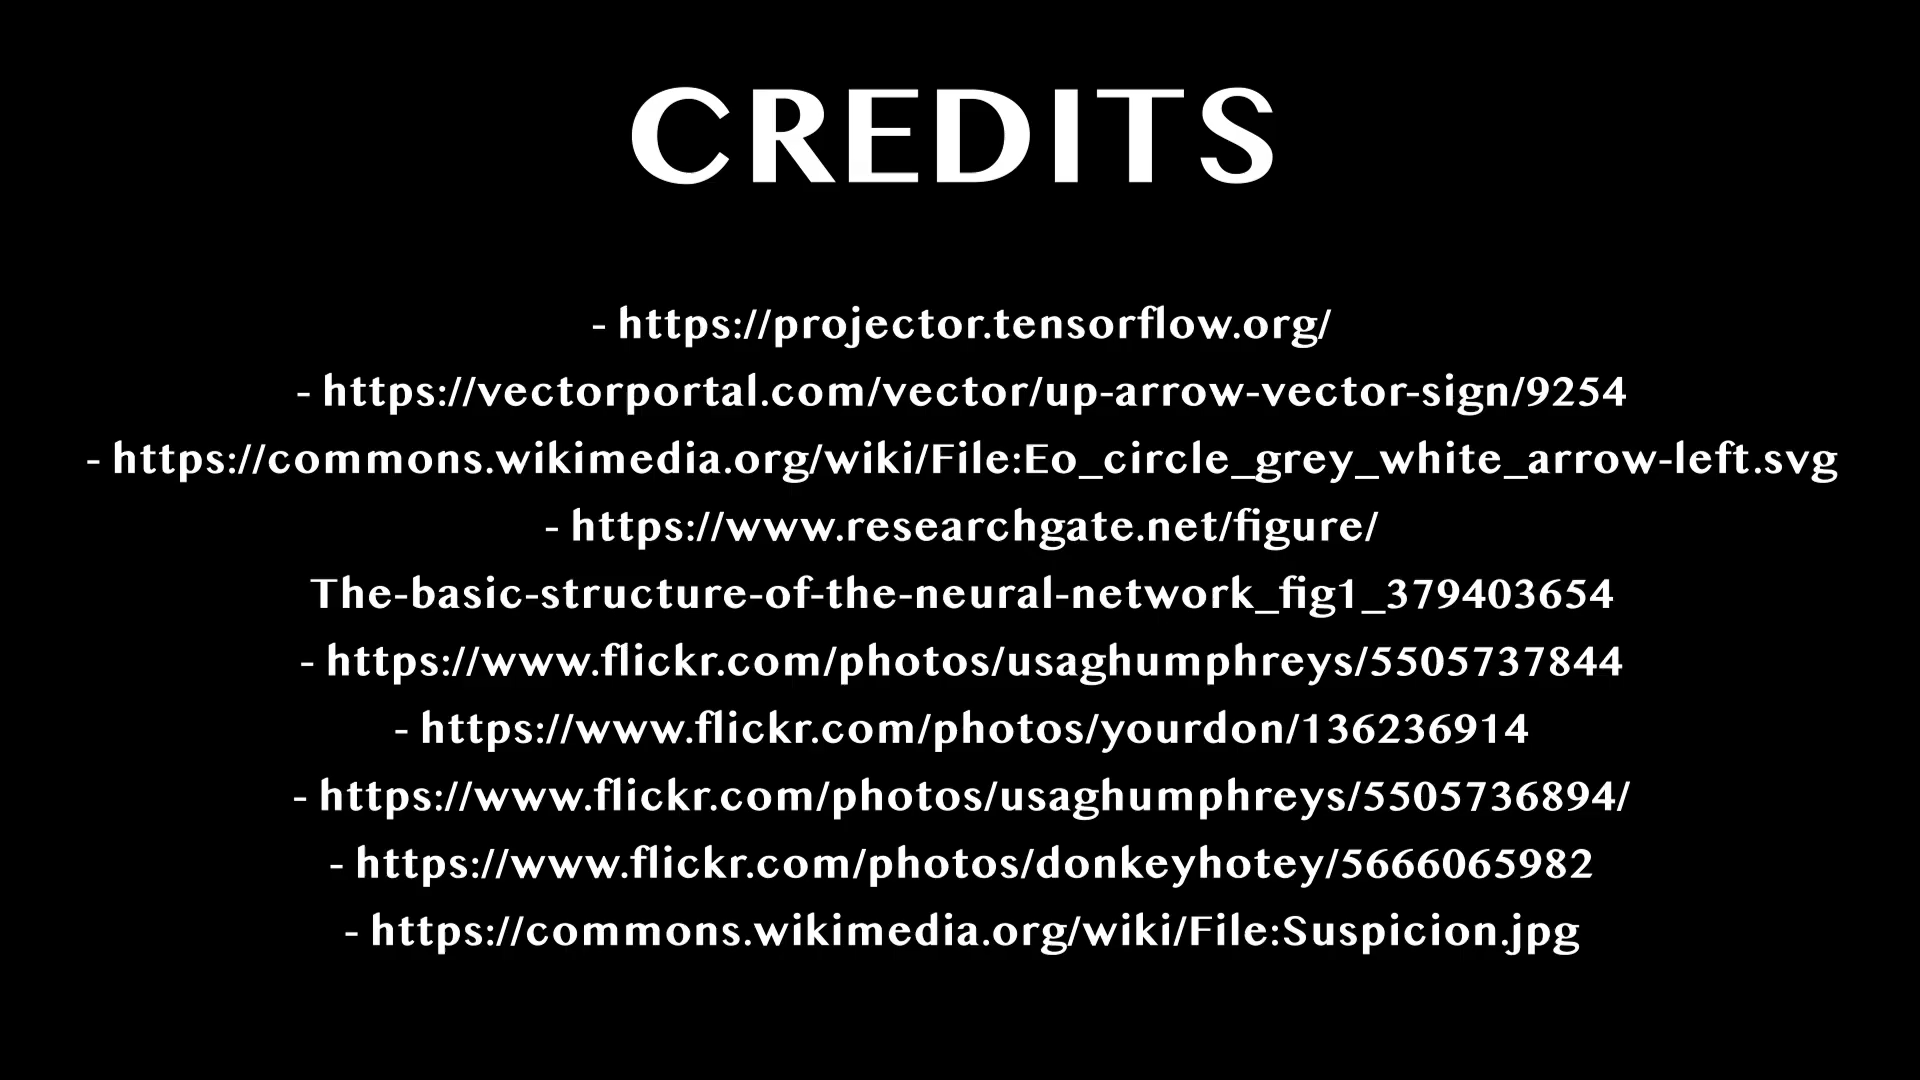 CREDITS
- https://projector.tensorflow.org/
- https://vectorportal.com/vector/up-arrow-vector-sign/9254
- https://commons.wikimedia.org/wiki/File:Eo_circle_grey_white_arrow-left.svg
- https://www.researchgate.net/figure/
The-basic-structure-of-the-neural-network_fig1_379403654
- https://www.flickr.com/photos/usaghumphreys/5505737844
- https://www.flickr.com/photos/yourdon/136236914
- https://www.flickr.com/photos/usaghumphreys/5505736894/
- https://www.flickr.com/photos/donkeyhotey/5666065982
- https://commons.wikimedia.org/wiki/File:Suspicion.jpg